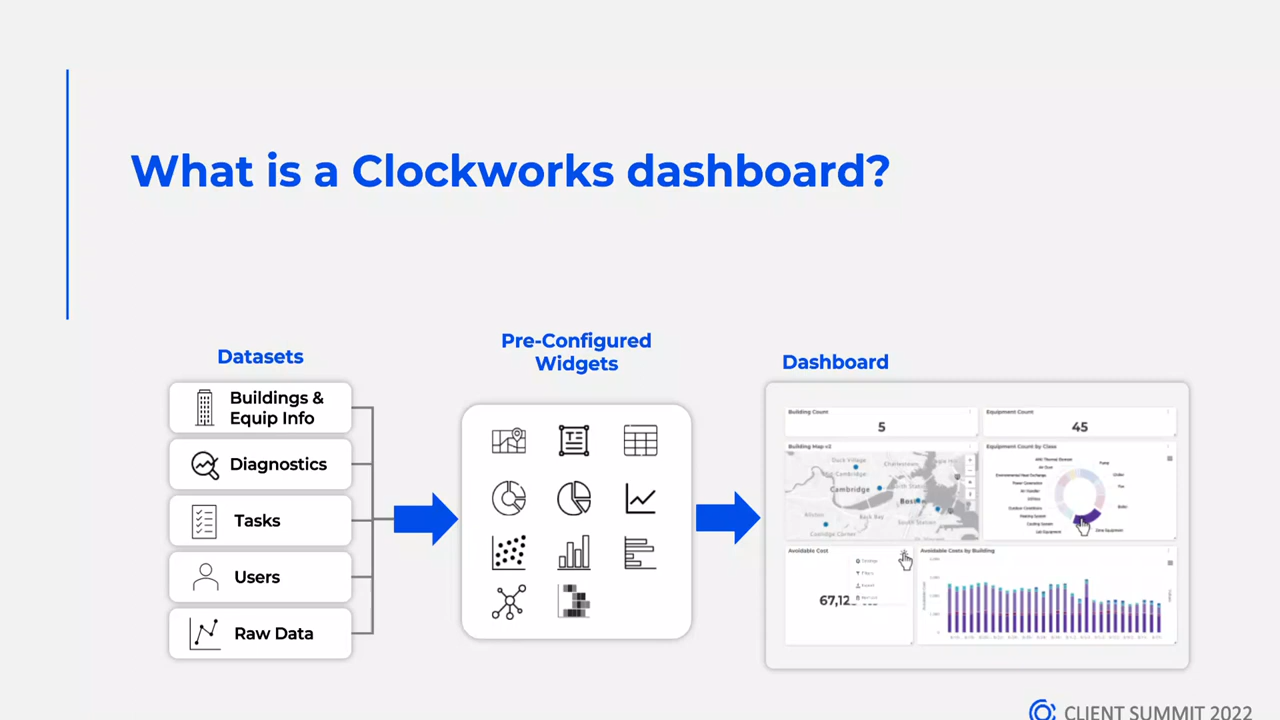 What is a Clockworks dashboard?
Datasets
Buildings &
Equip Info
Diagnostics
Tasks
Users
Raw Data
Pre-Configured
Widgets
Dashboard
Building Count
5
Equipment Count
45
Building Map v2
Cambridge
Equipment Count by Class
Avoidable Cost
67,12
Avoidable Costs by Building
CLIENT SUMMIT 2022